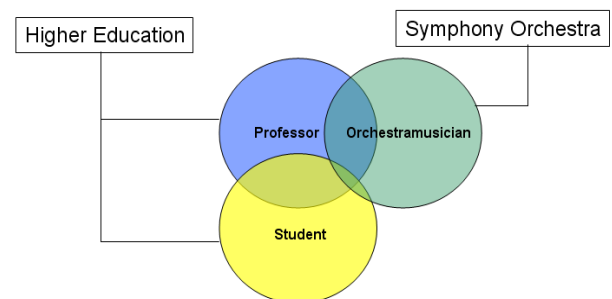 Higher Education
Symphony Orchestra
Professor
Orchestramusician
Student